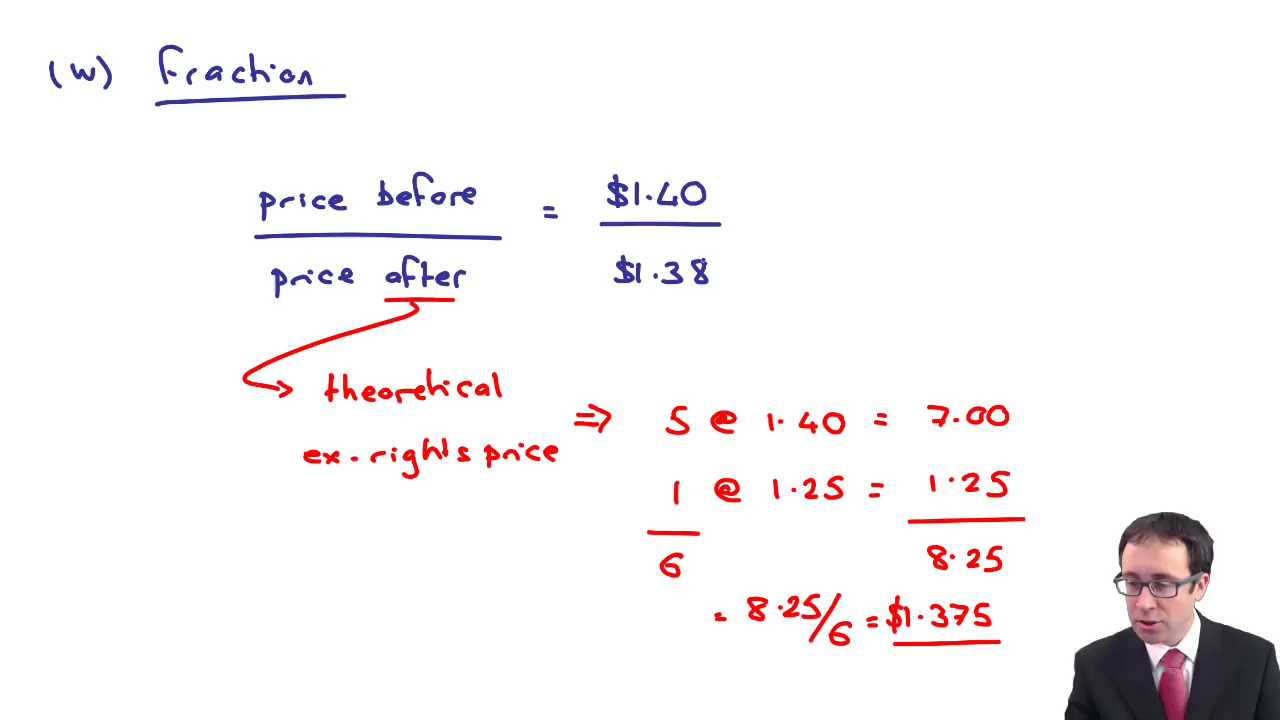 (w) Fraction
price before = $1.40
price after $1.38
theoretical
ex-rights price => 5 @ 1.40 = 7.00
1 @ 1.25 = 1.25
6 8.25
= 8.25/6 = $1.375